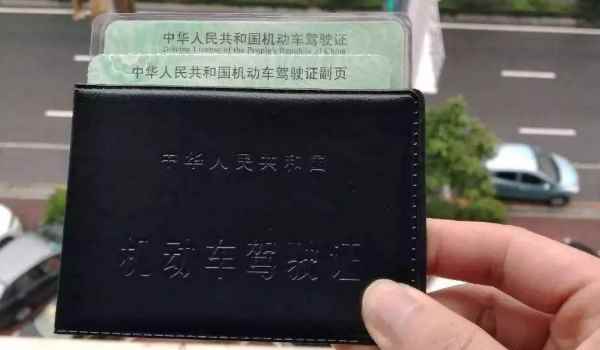 中华人民共和国机动车驾驶证
Driving License of the People's Republic of China
中华人民共和国机动车驾驶证副页
中华人民共和国
机动车驾驶证